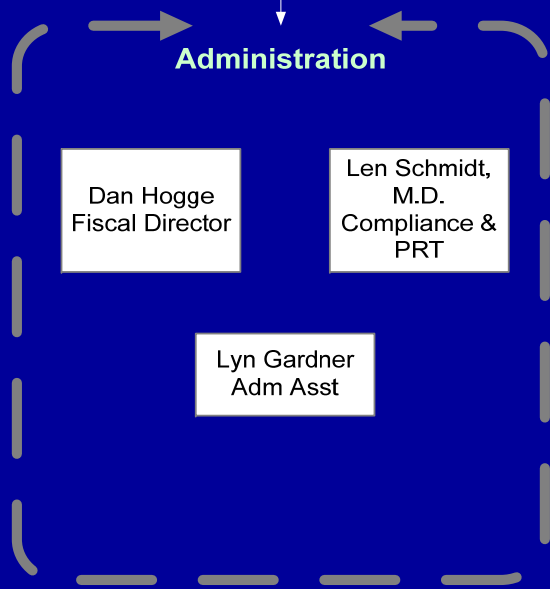 Administration
Dan Hogge
Fiscal Director
Len Schmidt,
M.D.
Compliance &
PRT
Lyn Gardner
Adm Asst